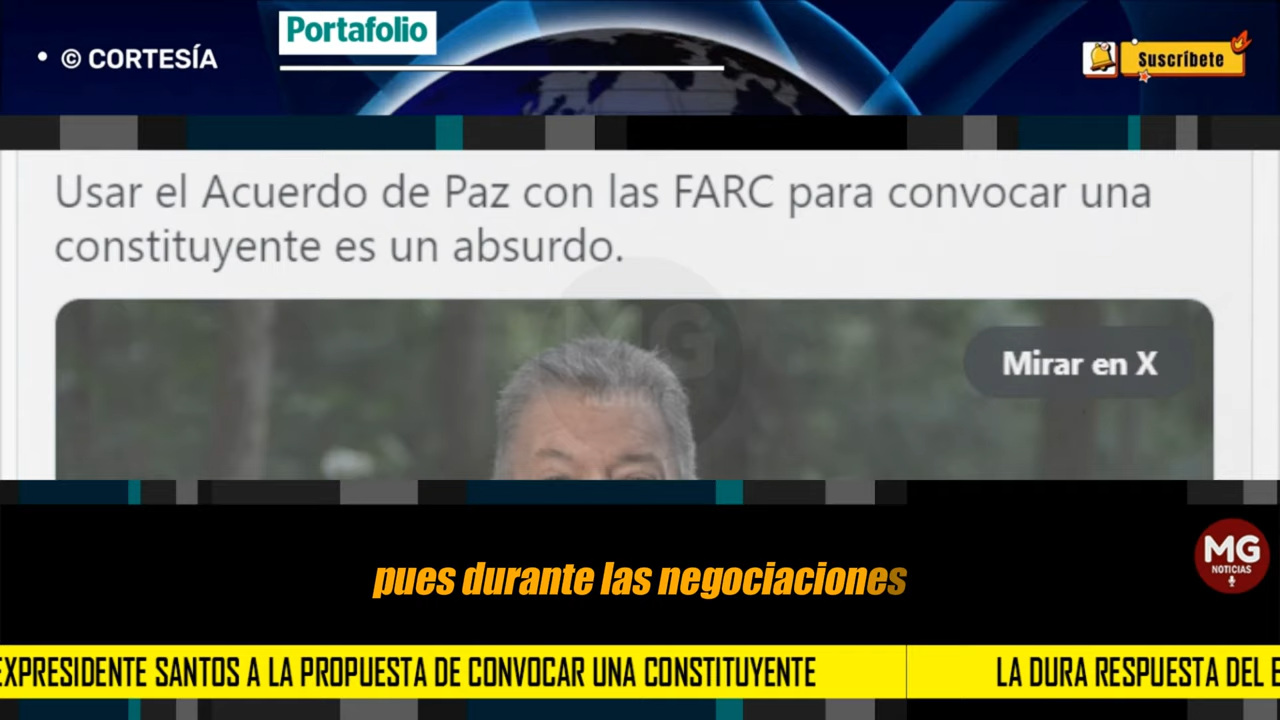 • © CORTESÍA
Portafolio
Suscríbete
Usar el Acuerdo de Paz con las FARC para convocar una
constituyente es un absurdo.
MG
Mirar en X
pues durante las negociaciones
MG
NOTICIAS
EXPRESIDENTE SANTOS A LA PROPUESTA DE CONVOCAR UNA CONSTITUYENTE
LA DURA RESPUESTA DEL E